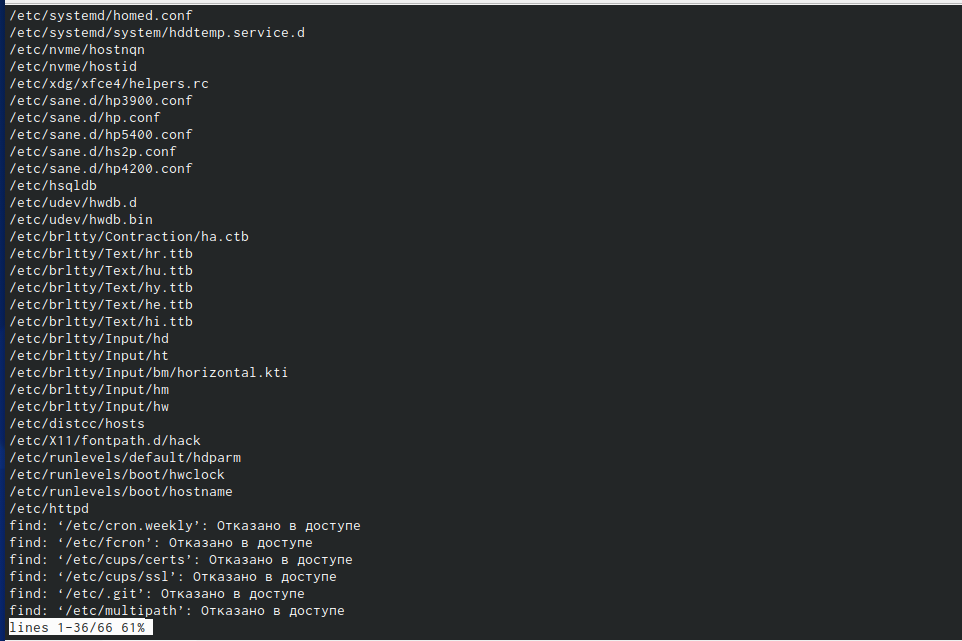 /etc/systemd/homed.conf
/etc/systemd/system/hddtemp.service.d
/etc/nvme/hostnqn
/etc/nvme/hostid
/etc/xdg/xfce4/helpers.rc
/etc/sane.d/hp3900.conf
/etc/sane.d/hp.conf
/etc/sane.d/hp5400.conf
/etc/sane.d/hs2p.conf
/etc/sane.d/hp4200.conf
/etc/hsqldb
/etc/udev/hwdb.d
/etc/udev/hwdb.bin
/etc/brltty/Contraction/ha.ctb
/etc/brltty/Text/hr.ttb
/etc/brltty/Text/hu.ttb
/etc/brltty/Text/hy.ttb
/etc/brltty/Text/he.ttb
/etc/brltty/Text/hi.ttb
/etc/brltty/Input/hd
/etc/brltty/Input/ht
/etc/brltty/Input/bm/horizontal.kti
/etc/brltty/Input/hm
/etc/brltty/Input/hw
/etc/distcc/hosts
/etc/X11/fontpath.d/hack
/etc/runlevels/default/hdparm
/etc/runlevels/boot/hwclock
/etc/runlevels/boot/hostname
/etc/httpd
find: ‘/etc/cron.weekly’: Отказано в доступе
find: ‘/etc/fcron’: Отказано в доступе
find: ‘/etc/cups/certs’: Отказано в доступе
find: ‘/etc/cups/ssl’: Отказано в доступе
find: ‘/etc/.git’: Отказано в доступе
find: ‘/etc/multipath’: Отказано в доступе
lines 1-36/66 61%